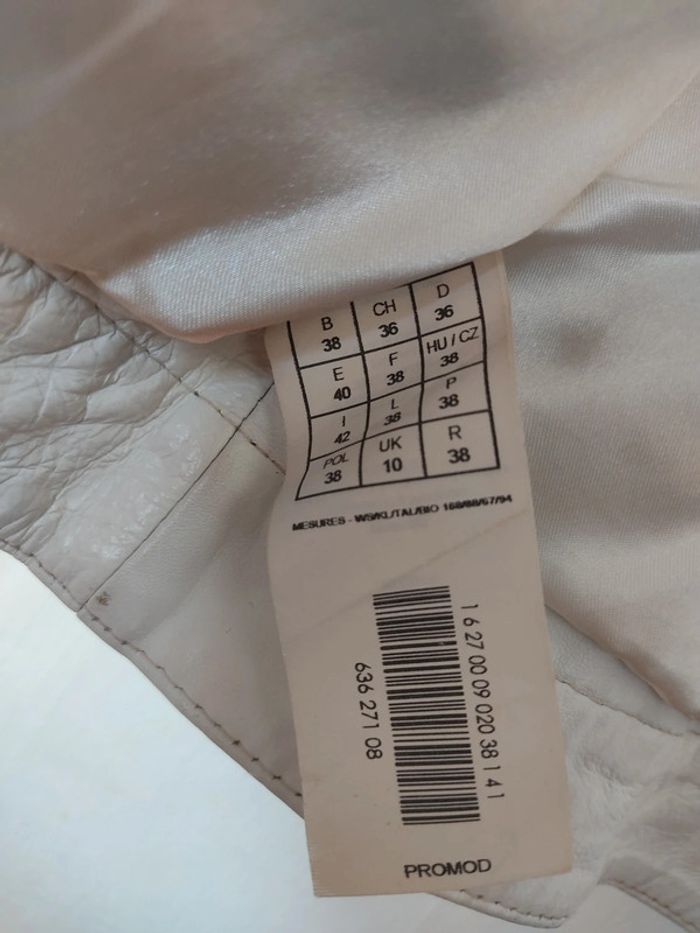 B CH D
38 36 36
E F HU / CZ
40 38 38
I L P
42 38 38
POL UK R
38 10 38
MESURES - WS/KL/TAL/BIO 168/88/67/94
1 6 27 00 09 020 38 1 4 1
636 271 08
PROMOD